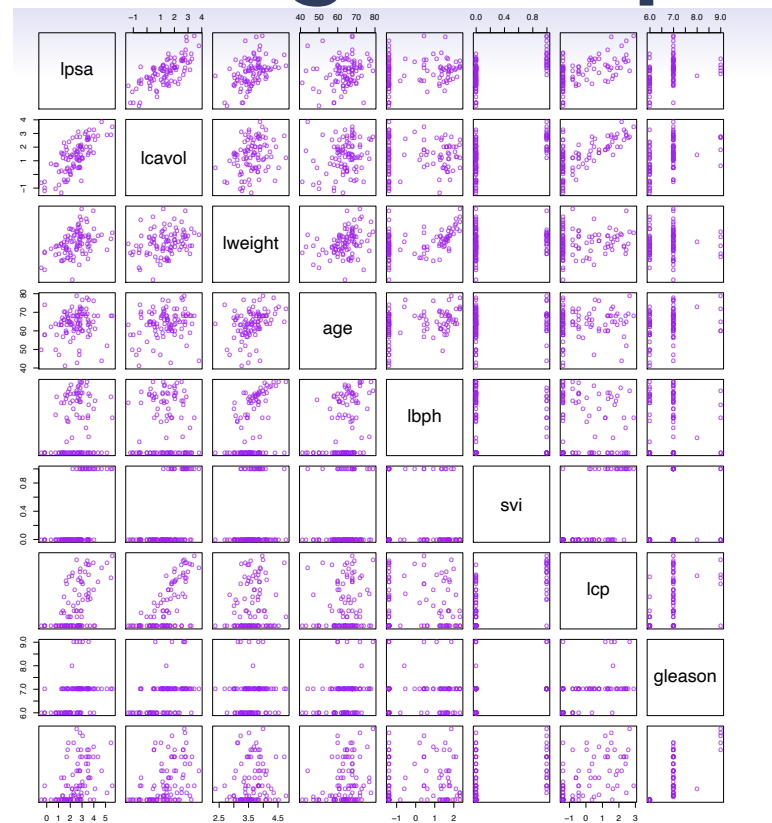 −1 1 2 3 4 40 50 60 70 80 0.0 0.8 6.0 7.0 8.0 9.0
lpsa
−1 1 2 3 4
lcavol
lweight
40 50 60 70 80
age
lbph
0.0 0.4 0.8
svi
lcp
6.0 7.0 8.0 9.0
gleason
0 1 2 3 4 5 2.5 3.5 4.5 −1 0 1 2 −1 0 1 2 3